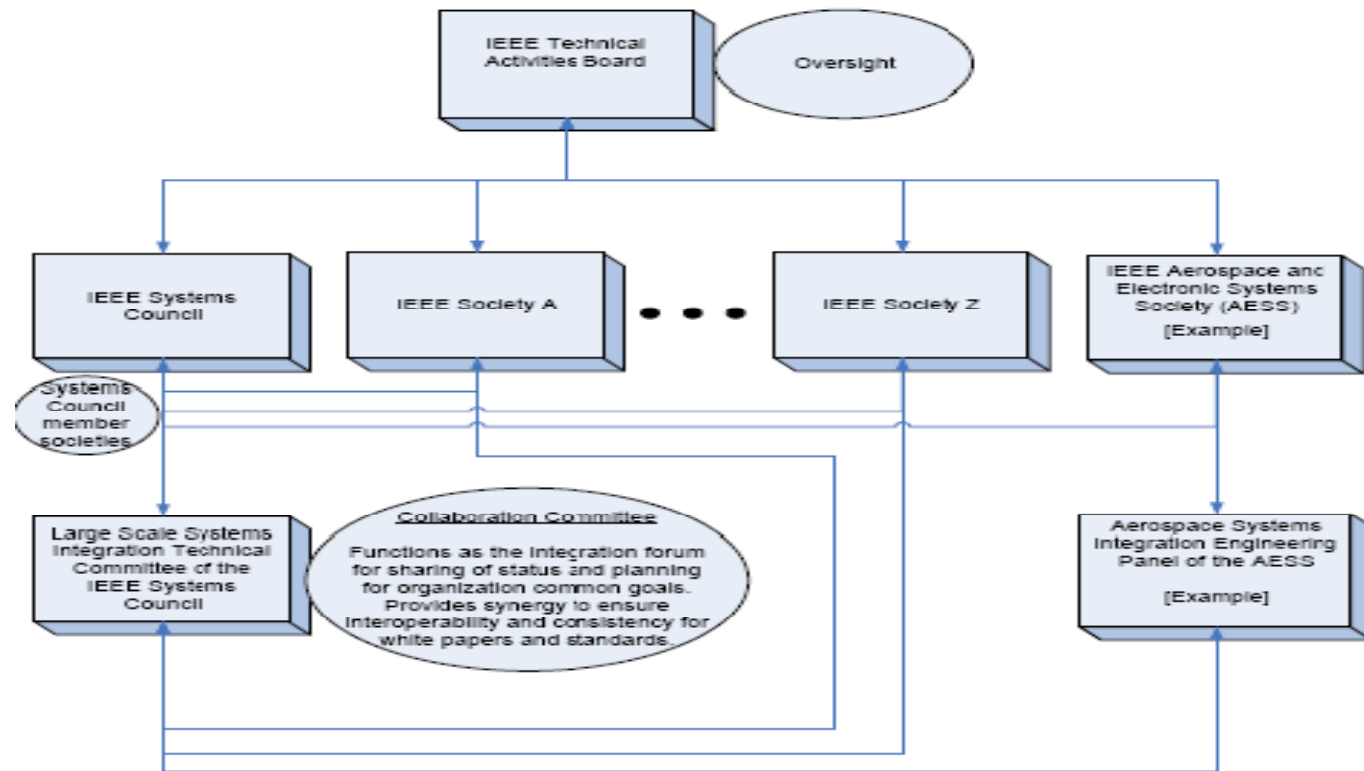 IEEE Technical
Activities Board
Oversight
IEEE Systems
Council
IEEE Society A
IEEE Society Z
IEEE Aerospace and
Electronic Systems
Society (AESS)
[Example]
Systems
Council
member
societies
Large Scale Systems
Integration Technical
Committee of the
IEEE Systems
Council
Collaboration Committee
Functions as the integration forum
for sharing of status and planning
for organization common goals.
Provides synergy to ensure
interoperability and consistency for
white papers and standards.
Aerospace Systems
Integration Engineering
Panel of the AESS
[Example]